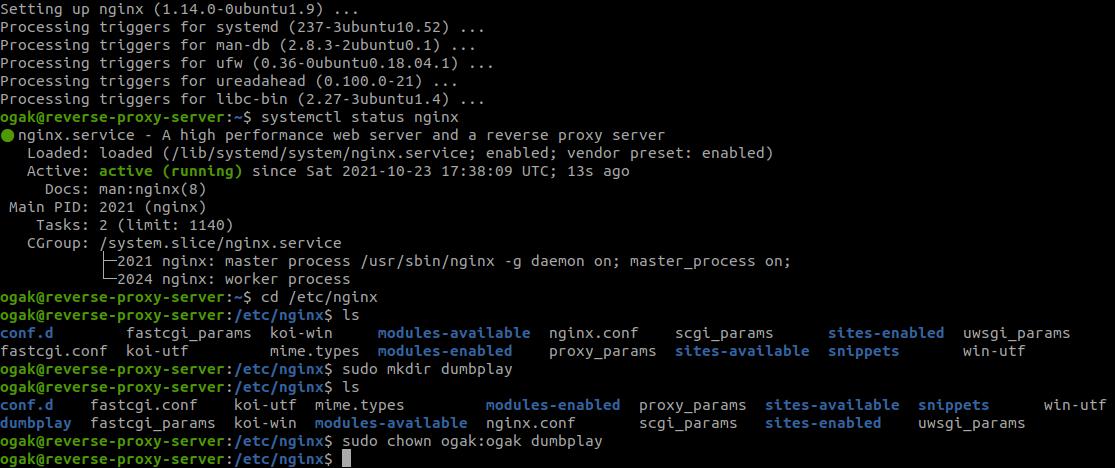 Setting up nginx (1.14.0-0ubuntu1.9) ...
Processing triggers for systemd (237-3ubuntu10.52) ...
Processing triggers for man-db (2.8.3-2ubuntu0.1) ...
Processing triggers for ufw (0.36-0ubuntu0.18.04.1) ...
Processing triggers for ureadahead (0.100.0-21) ...
Processing triggers for libc-bin (2.27-3ubuntu1.4) ...
ogak@reverse-proxy-server:~$ systemctl status nginx
● nginx.service - A high performance web server and a reverse proxy server
   Loaded: loaded (/lib/systemd/system/nginx.service; enabled; vendor preset: enabled)
   Active: active (running) since Sat 2021-10-23 17:38:09 UTC; 13s ago
     Docs: man:nginx(8)
 Main PID: 2021 (nginx)
    Tasks: 2 (limit: 1140)
   CGroup: /system.slice/nginx.service
           ├─2021 nginx: master process /usr/sbin/nginx -g daemon on; master_process on;
           └─2024 nginx: worker process
ogak@reverse-proxy-server:~$ cd /etc/nginx
ogak@reverse-proxy-server:/etc/nginx$ ls
conf.d        fastcgi_params  koi-win     modules-available  nginx.conf    scgi_params      sites-enabled  uwsgi_params
fastcgi.conf  koi-utf         mime.types  modules-enabled    proxy_params  sites-available  snippets       win-utf
ogak@reverse-proxy-server:/etc/nginx$ sudo mkdir dumbplay
ogak@reverse-proxy-server:/etc/nginx$ ls
conf.d    fastcgi.conf    koi-utf  mime.types         modules-enabled  proxy_params  sites-available  snippets      win-utf
dumbplay  fastcgi_params  koi-win  modules-available  nginx.conf       scgi_params   sites-enabled    uwsgi_params
ogak@reverse-proxy-server:/etc/nginx$ sudo chown ogak:ogak dumbplay
ogak@reverse-proxy-server:/etc/nginx$